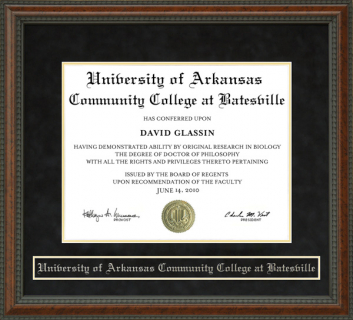 University of Arkansas
Community College at Batesville
HAS CONFERRED UPON
DAVID GLASSIN
HAVING DEMONSTRATED ABILITY BY ORIGINAL RESEARCH IN BIOLOGY
THE DEGREE OF DOCTOR OF PHILOSOPHY
WITH ALL THE RIGHTS AND PRIVILEGES THERETO PERTAINING
ISSUED BY THE BOARD OF REGENTS
UPON RECOMMENDATION OF THE FACULTY
JUNE 14, 2010
PROVOST
PRESIDENT
University of Arkansas Community College at Batesville